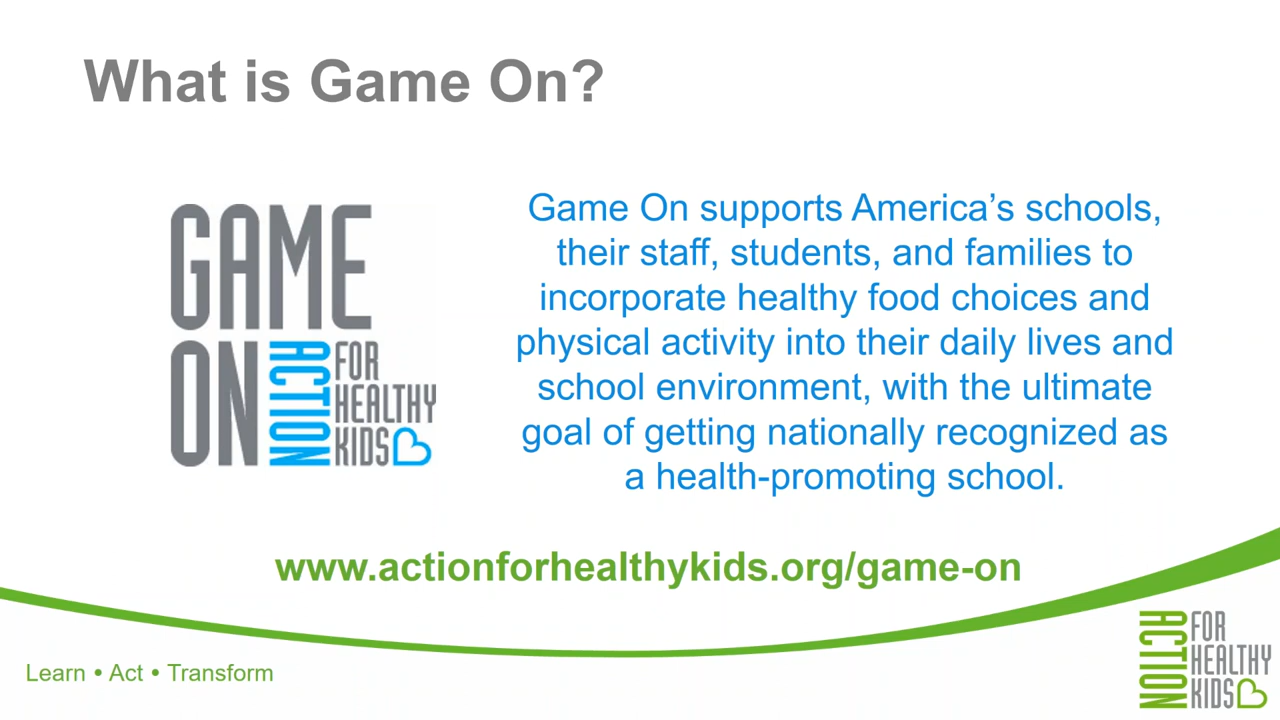 What is Game On?
GAME
ON
ACTION
FOR
HEALTHY
KIDS
Game On supports America’s schools,
their staff, students, and families to
incorporate healthy food choices and
physical activity into their daily lives and
school environment, with the ultimate
goal of getting nationally recognized as
a health-promoting school.
www.actionforhealthykids.org/game-on
Learn • Act • Transform
ACTION
FOR
HEALTHY
KIDS